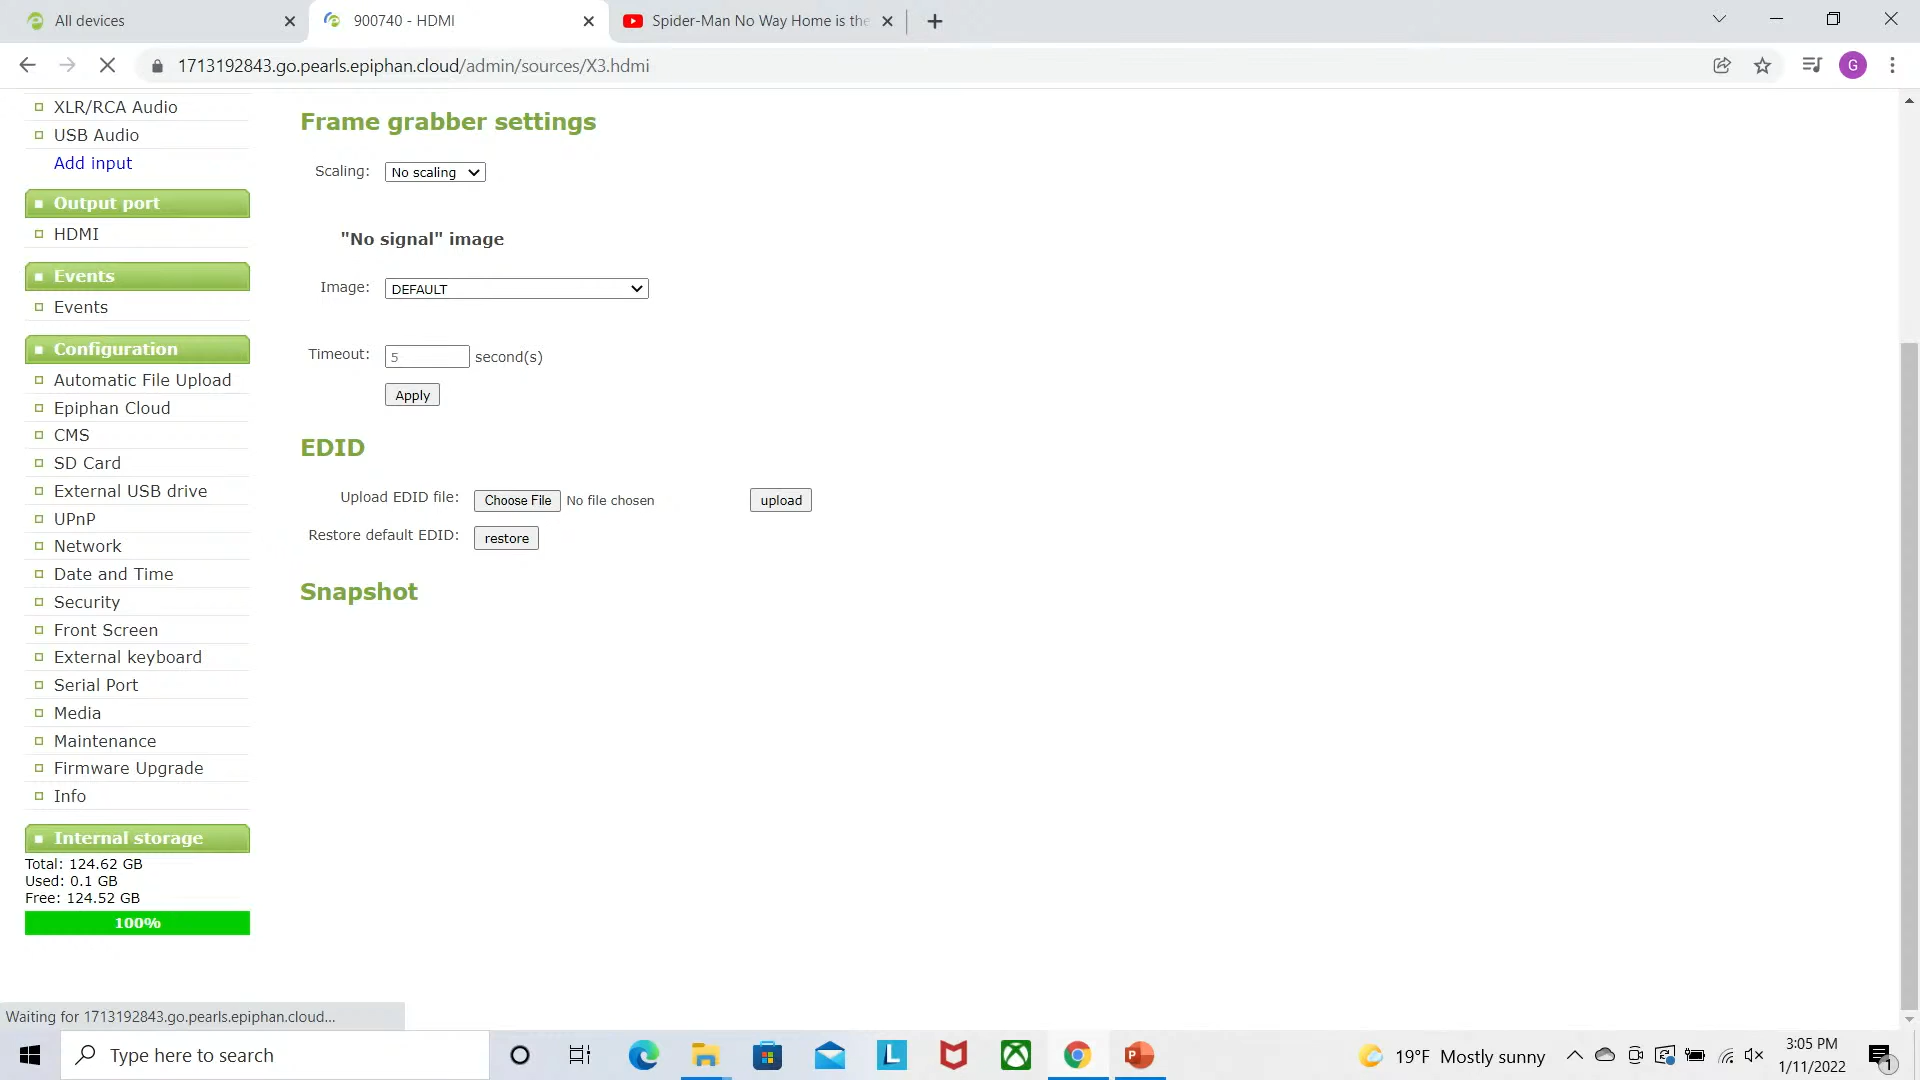 All devices
900740 - HDMI
Spider-Man No Way Home is the
1713192843.go.pearls.epiphan.cloud/admin/sources/X3.hdmi
G
XLR/RCA Audio
USB Audio
Add input
Output port
HDMI
Events
Events
Configuration
Automatic File Upload
Epiphan Cloud
CMS
SD Card
External USB drive
UPnP
Network
Date and Time
Security
Front Screen
External keyboard
Serial Port
Media
Maintenance
Firmware Upgrade
Info
Internal storage
Total: 124.62 GB
Used: 0.1 GB
Free: 124.52 GB
100%
Frame grabber settings
Scaling: No scaling
"No signal" image
Image: DEFAULT
Timeout: 5 second(s)
Apply
EDID
Upload EDID file: Choose File No file chosen upload
Restore default EDID: restore
Snapshot
Waiting for 1713192843.go.pearls.epiphan.cloud...
Type here to search
L
P
19°F Mostly sunny
3:05 PM
1/11/2022
1